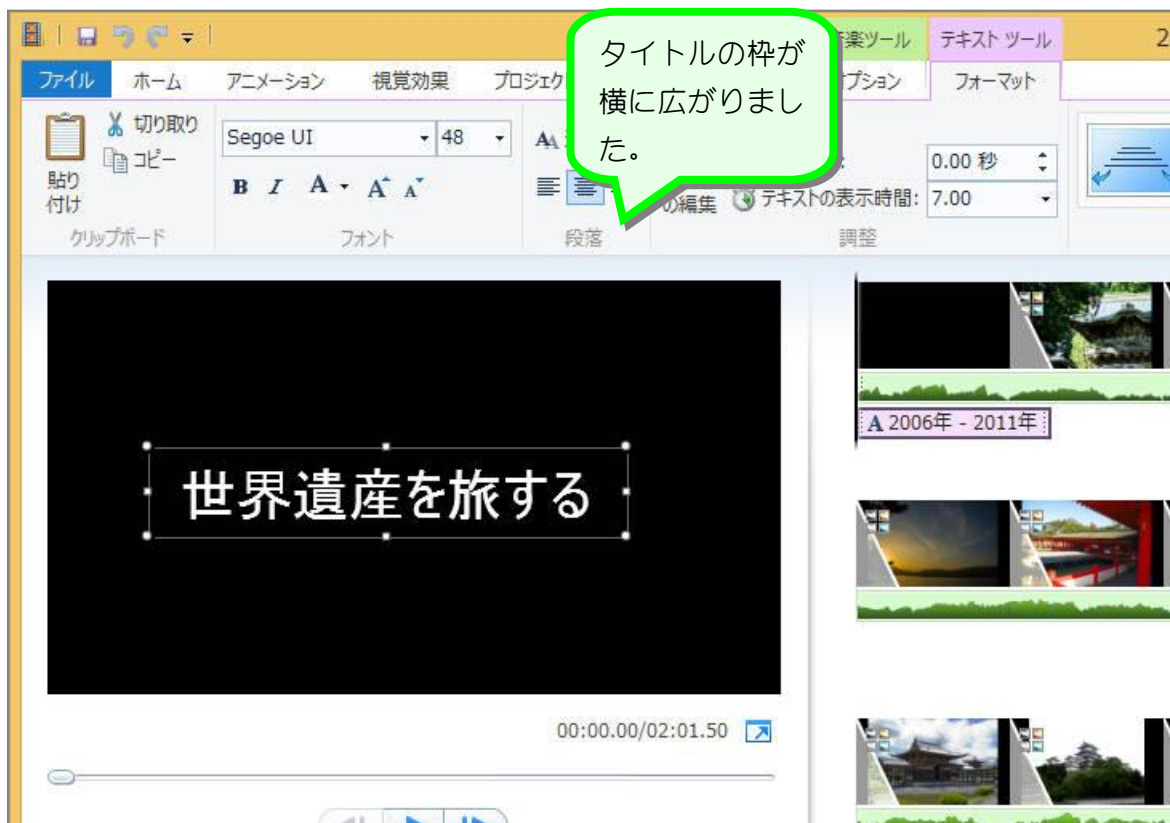 音楽ツール
テキスト ツール
2
ファイル
ホーム
アニメーション
視覚効果
プロジェク
プション
フォーマット
タイトルの枠が
横に広がりまし
た。
切り取り
コピー
貼り
付け
クリップボード
Segoe UI
48
B I A A A
フォント
段落
の編集
0.00 秒
テキストの表示時間:
7.00
調整
世界遺産を旅する
A 2006年 - 2011年
00:00.00/02:01.50